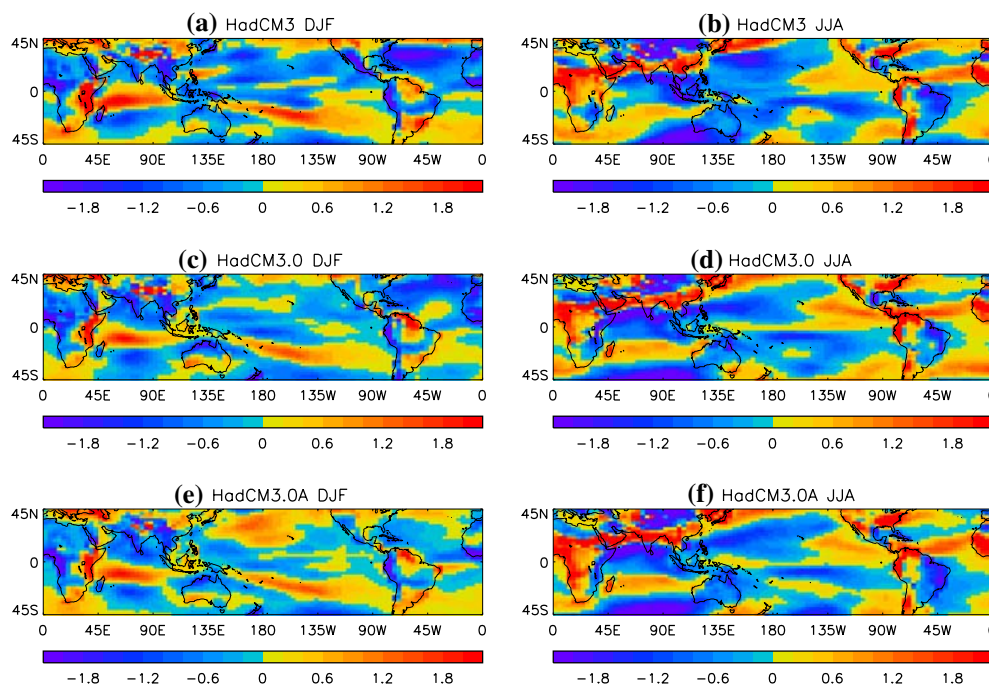 (a) HadCM3 DJF
45N
0
45S
0 45E 90E 135E 180 135W 90W 45W 0
−1.8 −1.2 −0.6 0 0.6 1.2 1.8
(b) HadCM3 JJA
45N
0
45S
0 45E 90E 135E 180 135W 90W 45W 0
−1.8 −1.2 −0.6 0 0.6 1.2 1.8
(c) HadCM3.0 DJF
45N
0
45S
0 45E 90E 135E 180 135W 90W 45W 0
−1.8 −1.2 −0.6 0 0.6 1.2 1.8
(d) HadCM3.0 JJA
45N
0
45S
0 45E 90E 135E 180 135W 90W 45W 0
−1.8 −1.2 −0.6 0 0.6 1.2 1.8
(e) HadCM3.0A DJF
45N
0
45S
0 45E 90E 135E 180 135W 90W 45W 0
−1.8 −1.2 −0.6 0 0.6 1.2 1.8
(f) HadCM3.0A JJA
45N
0
45S
0 45E 90E 135E 180 135W 90W 45W 0
−1.8 −1.2 −0.6 0 0.6 1.2 1.8